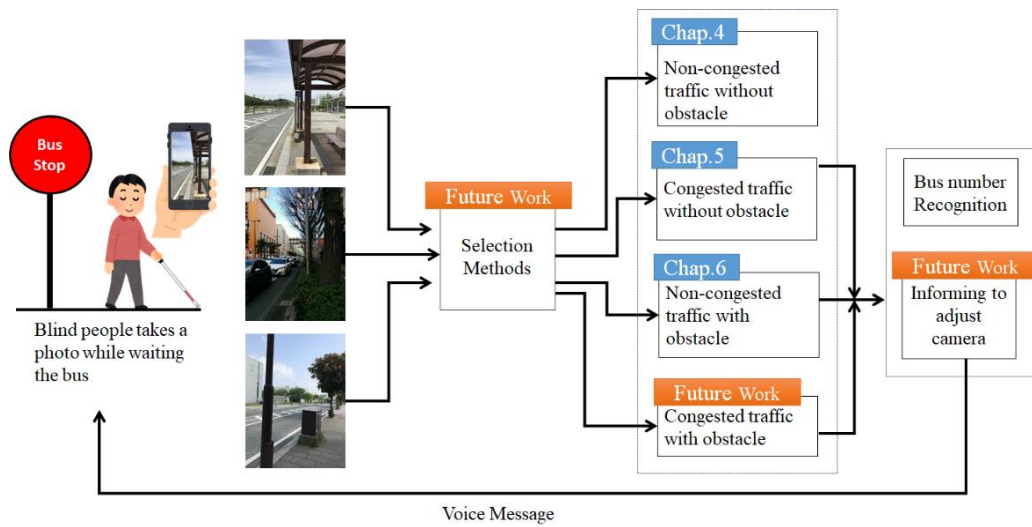 Bus
Stop
Blind people takes a
photo while waiting
the bus
Future Work
Selection
Methods
Chap.4
Non-congested
traffic without
obstacle
Chap.5
Congested traffic
without obstacle
Chap.6
Non-congested
traffic with
obstacle
Future Work
Congested traffic
with obstacle
Bus number
Recognition
Future Work
Informing to
adjust
camera
Voice Message